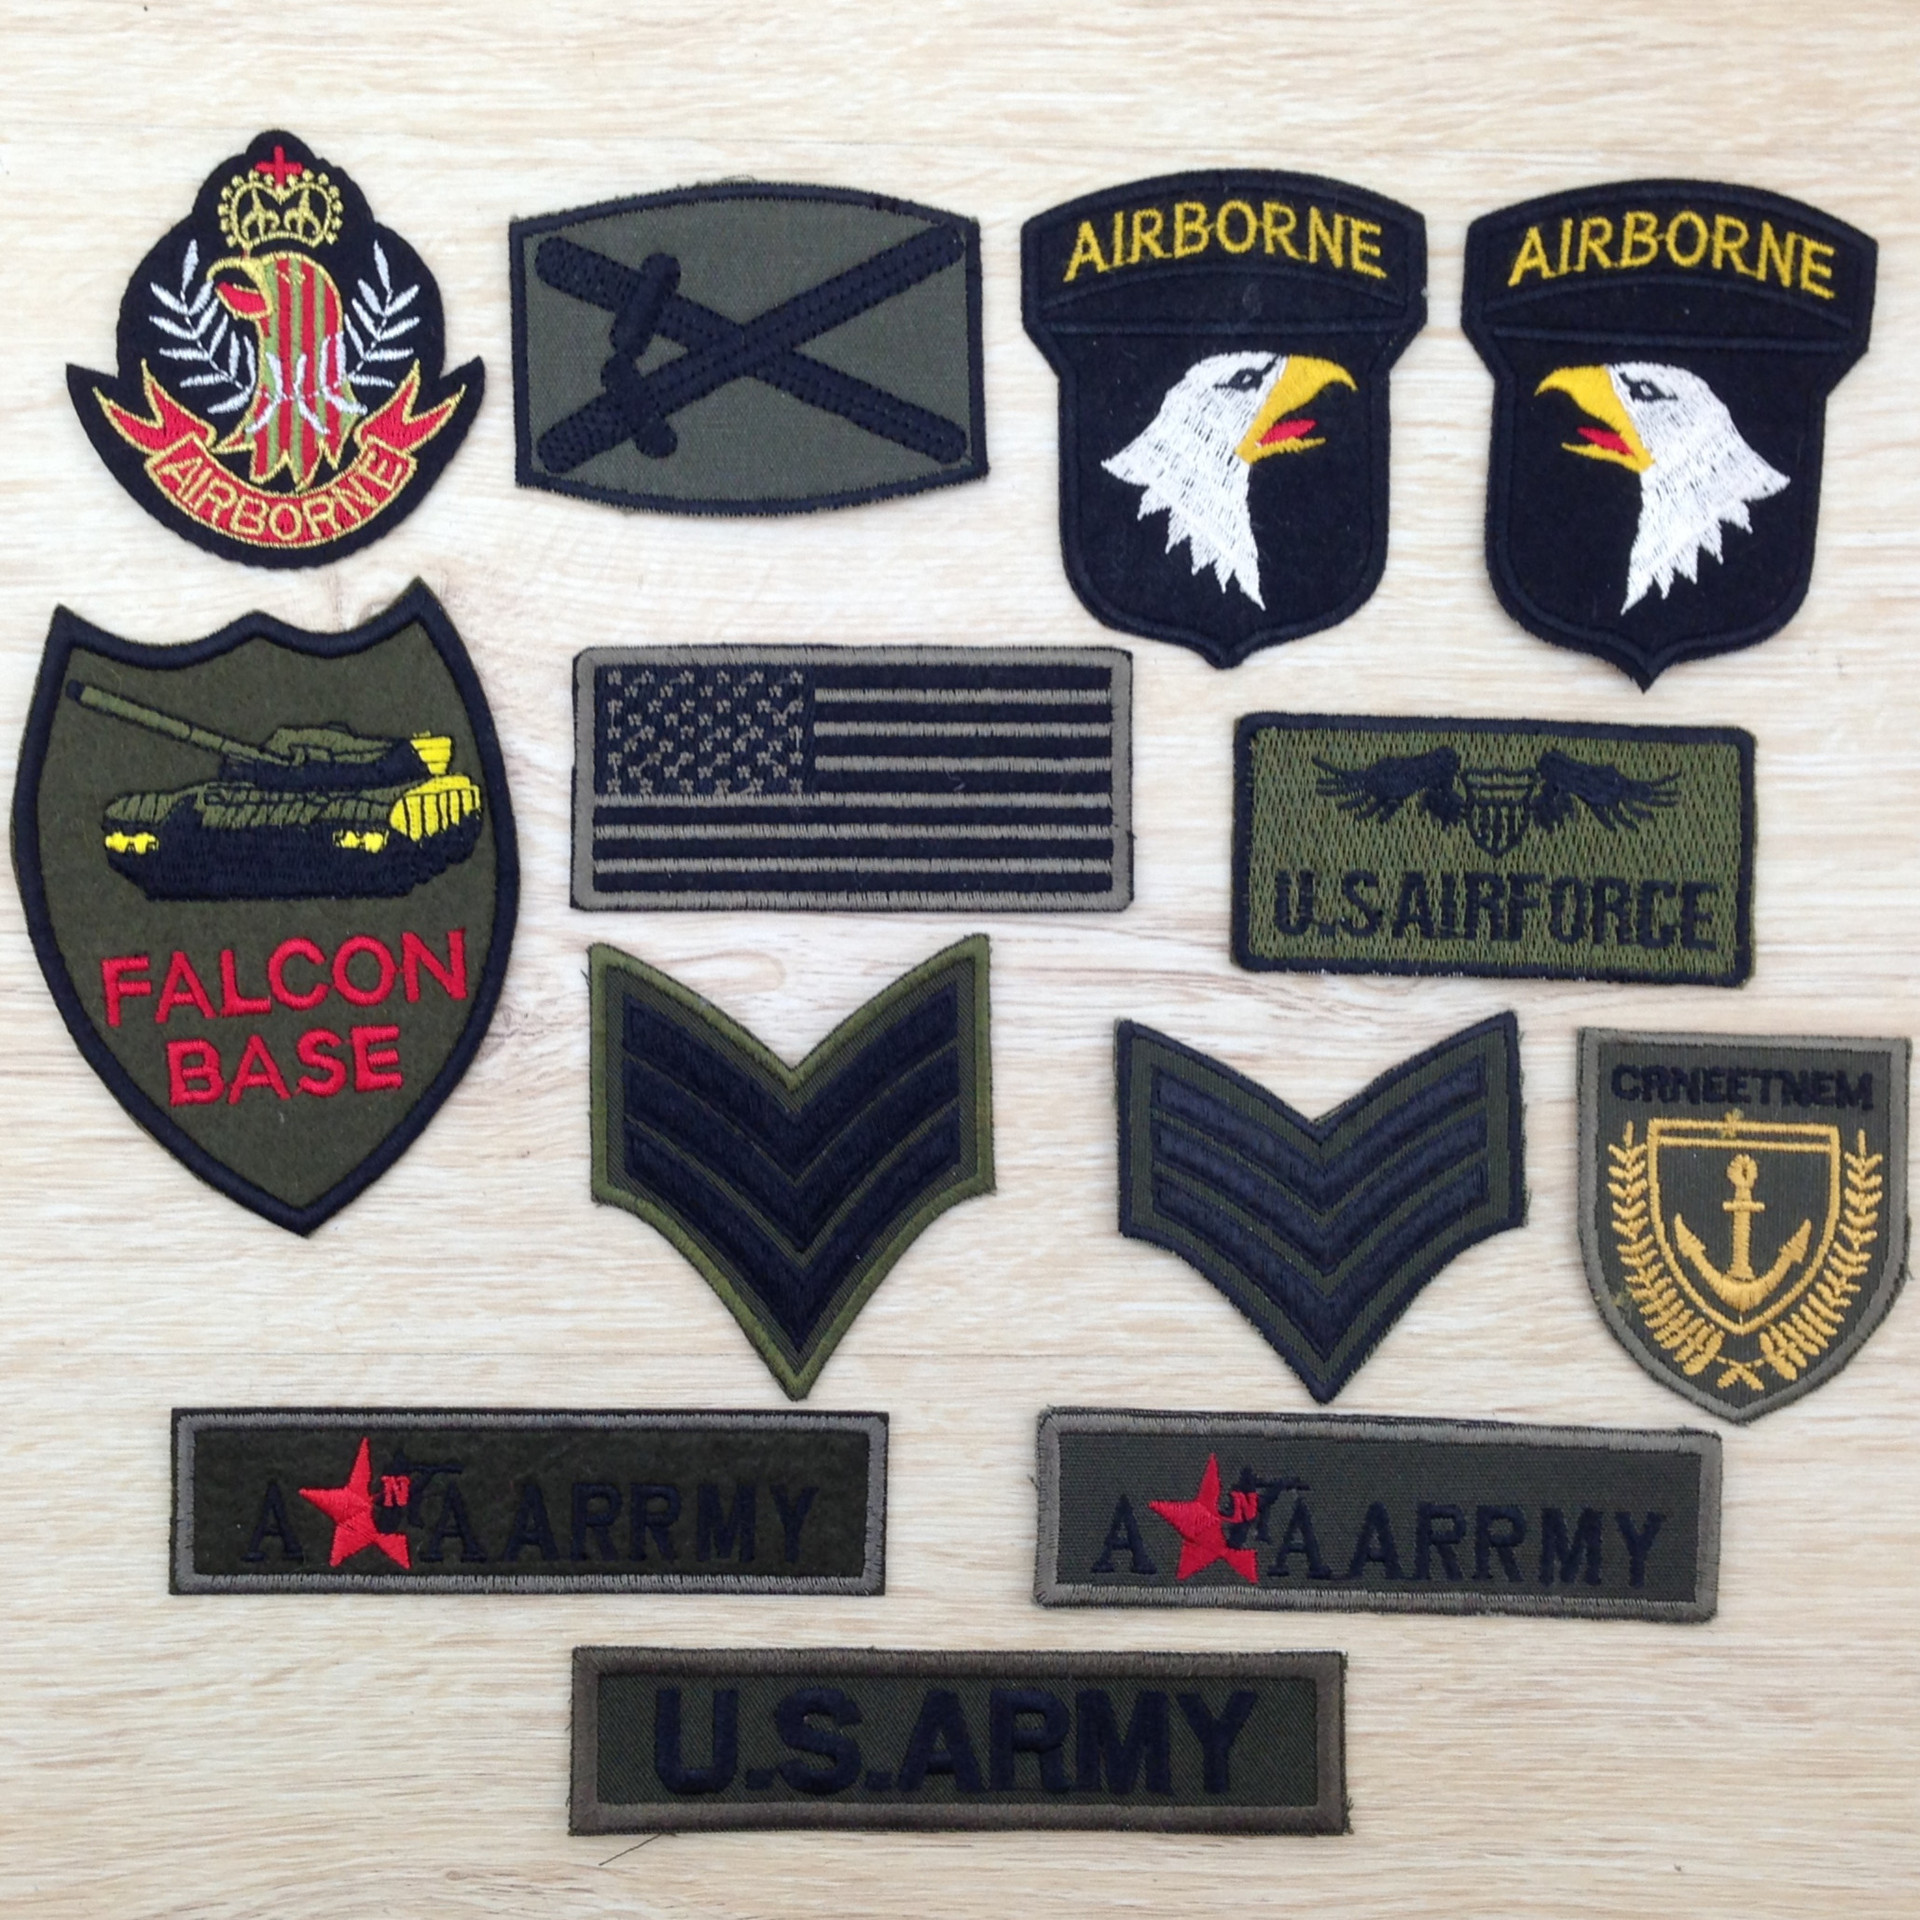 AIRBORNE
AIRBORNE
AIRBORNE
FALCON
BASE
U.S AIRFORCE
CRNEETNEM
A N A ARRMY
A N A ARRMY
U.S.ARMY